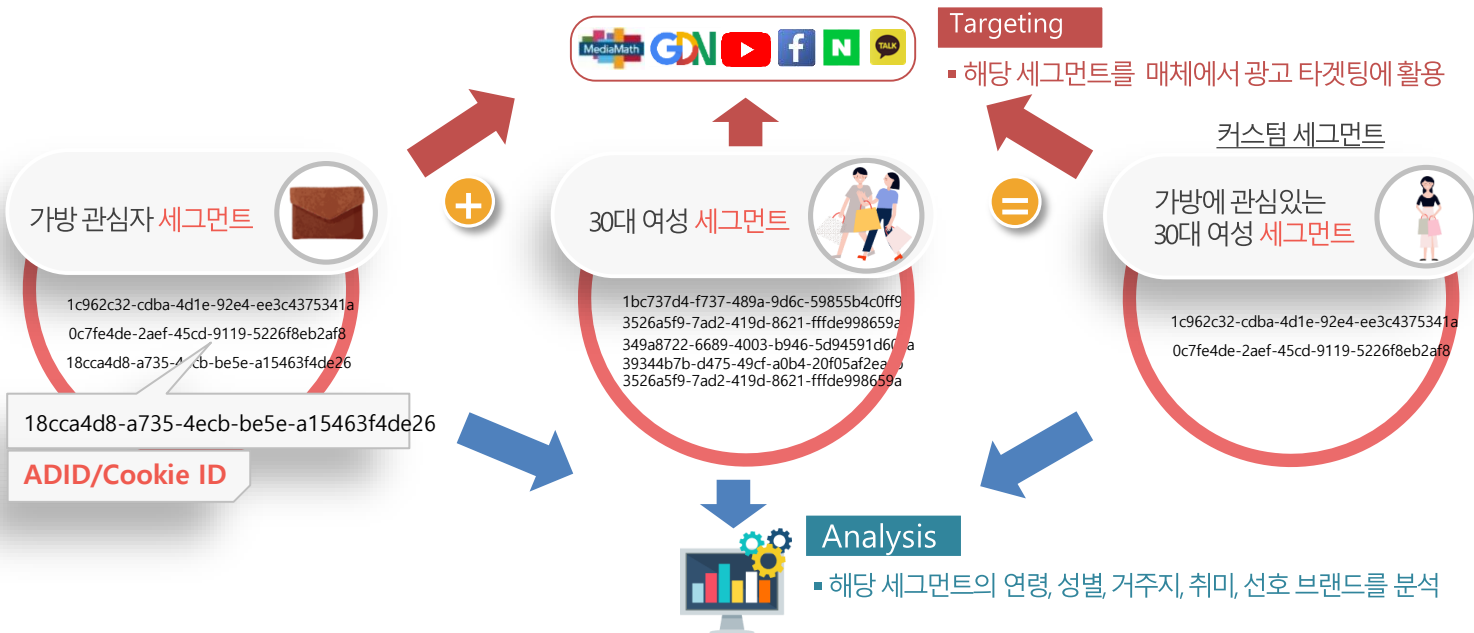 MediaMath GDN f N TALK
Targeting
▪ 해당 세그먼트를 매체에서 광고 타겟팅에 활용
커스텀 세그먼트
가방 관심자 세그먼트
+
30대 여성 세그먼트
=
가방에 관심있는
30대 여성 세그먼트
1c962c32-cdba-4d1e-92e4-ee3c4375341a
0c7fe4de-2aef-45cd-9119-5226f8eb2af8
18cca4d8-a735-4ecb-be5e-a15463f4de26
18cca4d8-a735-4ecb-be5e-a15463f4de26
ADID/Cookie ID
1bc737d4-f737-489a-9d6c-59855b4c0ff9
3526a5f9-7ad2-419d-8621-fffde998659a
3526a5f9-7ad2-419d-8621-fffde998659a
1c962c32-cdba-4d1e-92e4-ee3c4375341a
0c7fe4de-2aef-45cd-9119-5226f8eb2af8
Analysis
▪ 해당 세그먼트의 연령, 성별, 거주지, 취미, 선호 브랜드를 분석